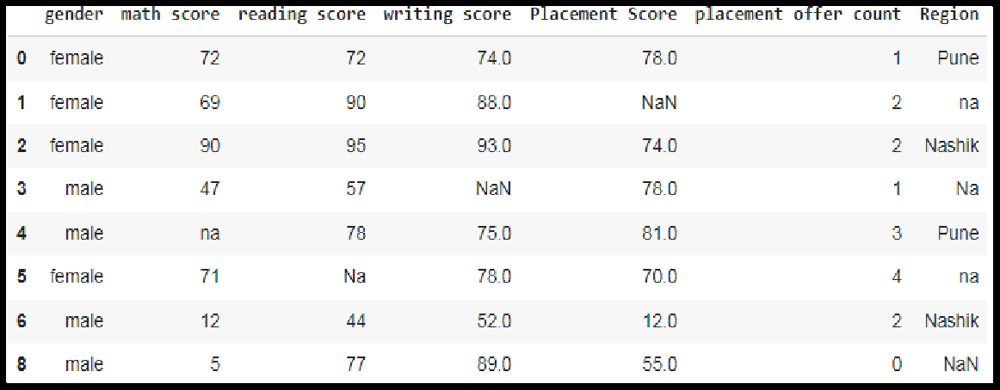 gender math score reading score writing score Placement Score placement offer count Region
0 female 72 72 74.0 78.0 1 Pune
1 female 69 90 88.0 NaN 2 na
2 female 90 95 93.0 74.0 2 Nashik
3 male 47 57 NaN 78.0 1 Na
4 male na 78 75.0 81.0 3 Pune
5 female 71 Na 78.0 70.0 4 na
6 male 12 44 52.0 12.0 2 Nashik
8 male 5 77 89.0 55.0 0 NaN